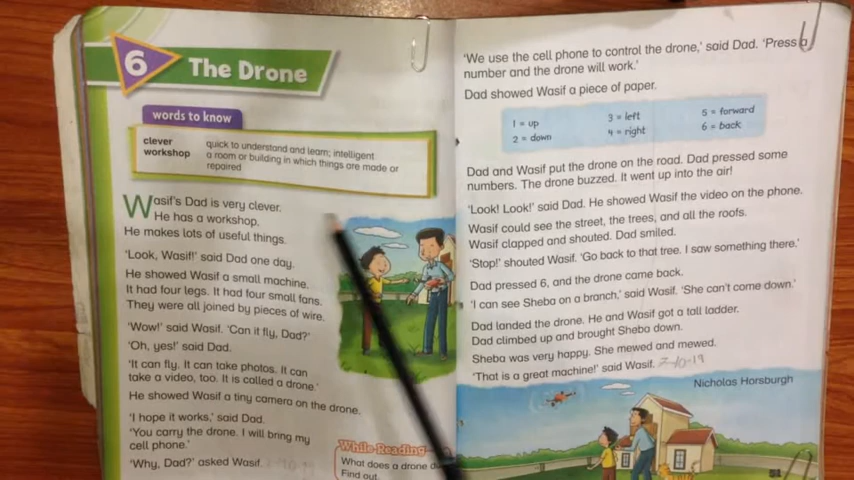 6
The Drone
words to know
clever quick to understand and learn; intelligent
workshop a room or building in which things are made or
repaired
Wasif's Dad is very clever.
He has a workshop.
He makes lots of useful things.
'Look, Wasif!' said Dad one day.
He showed Wasif a small machine.
It had four legs. It had four small fans.
They were all joined by pieces of wire.
'Wow!' said Wasif. 'Can it fly, Dad?'
'Oh, yes!' said Dad.
'It can fly. It can take photos. It can
take a video, too. It is called a drone.'
He showed Wasif a tiny camera on the drone.
'I hope it works,' said Dad.
'You carry the drone. I will bring my
cell phone.'
'Why, Dad?' asked Wasif.
While Reading
What does a drone
Find out.
'We use the cell phone to control the drone,' said Dad. 'Press a
number and the drone will work.'
Dad showed Wasif a piece of paper.
1 = up 3 = left 5 = forward
2 = down 4 = right 6 = back
Dad and Wasif put the drone on the road. Dad pressed some
numbers. The drone buzzed. It went up into the air!
'Look! Look!' said Dad. He showed Wasif the video on the phone.
Wasif could see the street, the trees, and all the roofs.
Wasif clapped and shouted. Dad smiled.
'Stop!' shouted Wasif. 'Go back to that tree. I saw something there.'
Dad pressed 6, and the drone came back.
'I can see Sheba on a branch,' said Wasif. 'She can't come down.'
Dad landed the drone. He and Wasif got a tall ladder.
Dad climbed up and brought Sheba down.
Sheba was very happy. She mewed and mewed.
'That is a great machine!' said Wasif. 7-10-19
Nicholas Horsburgh
51